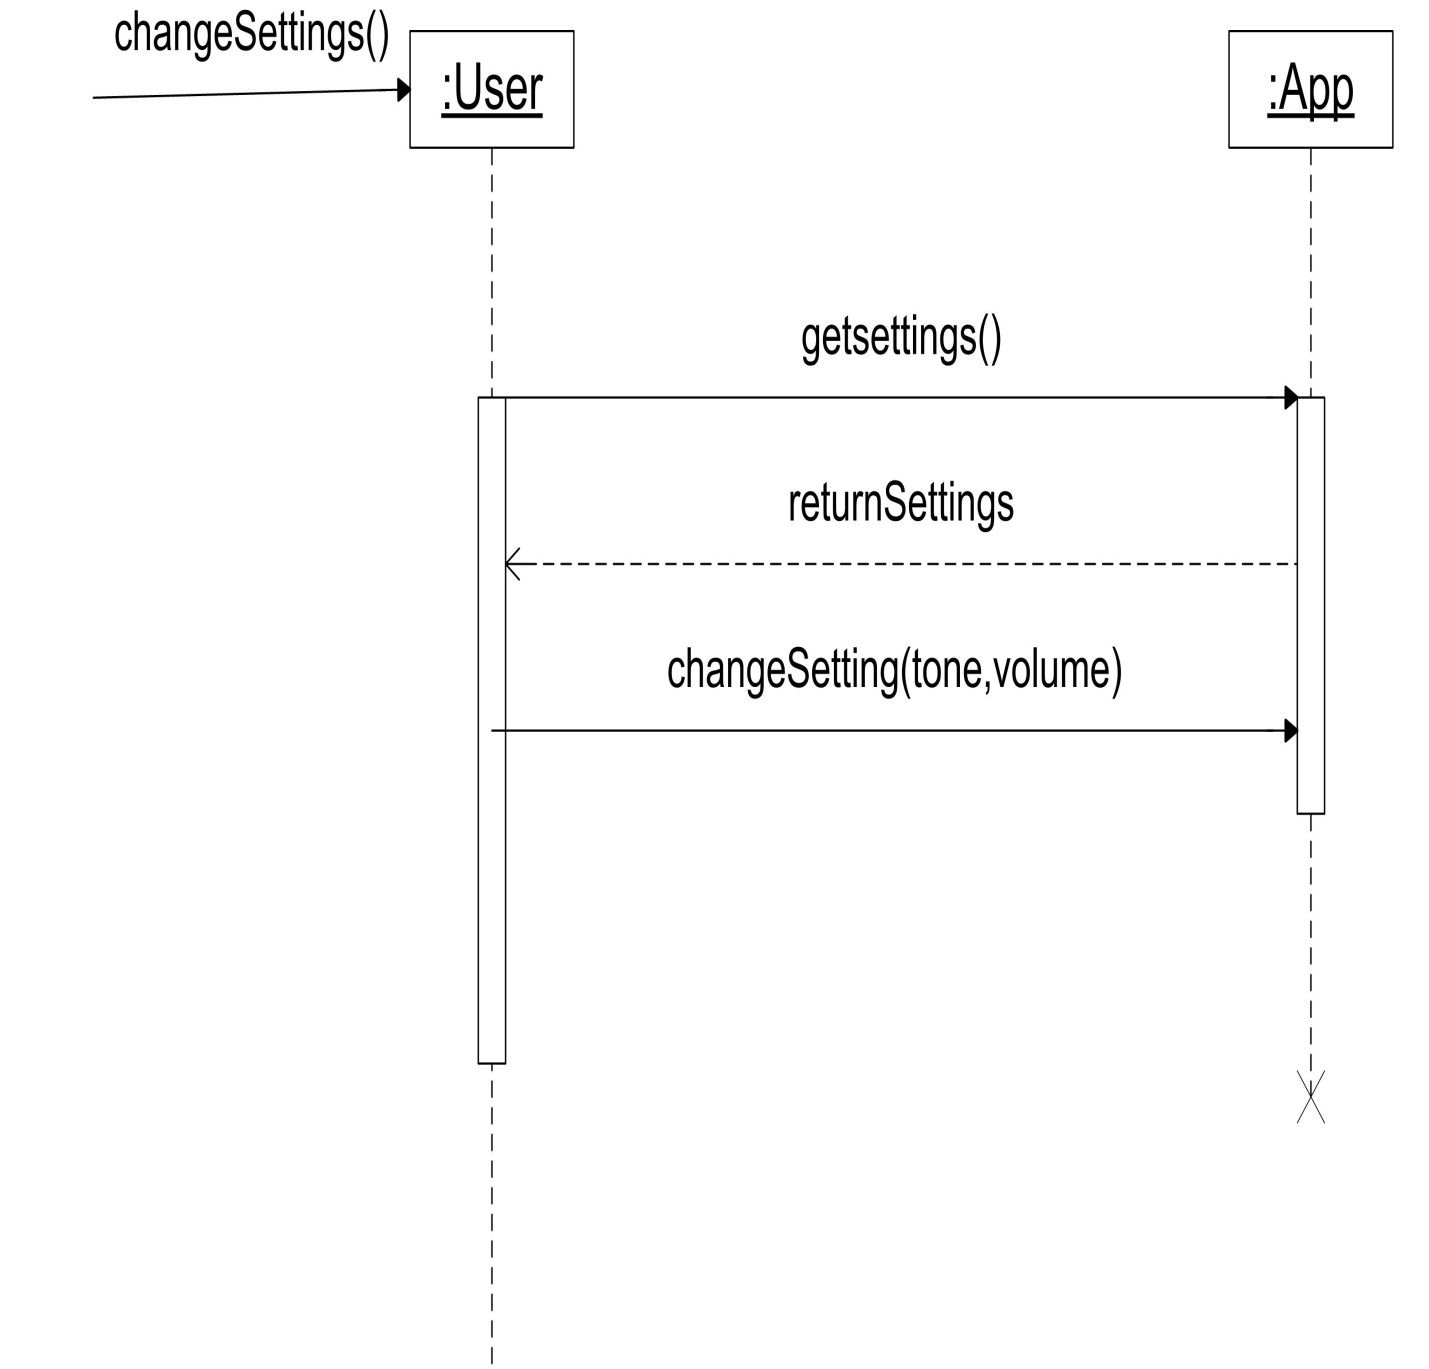 changeSettings()
:User
:App
getsettings()
returnSettings
changeSetting(tone,volume)